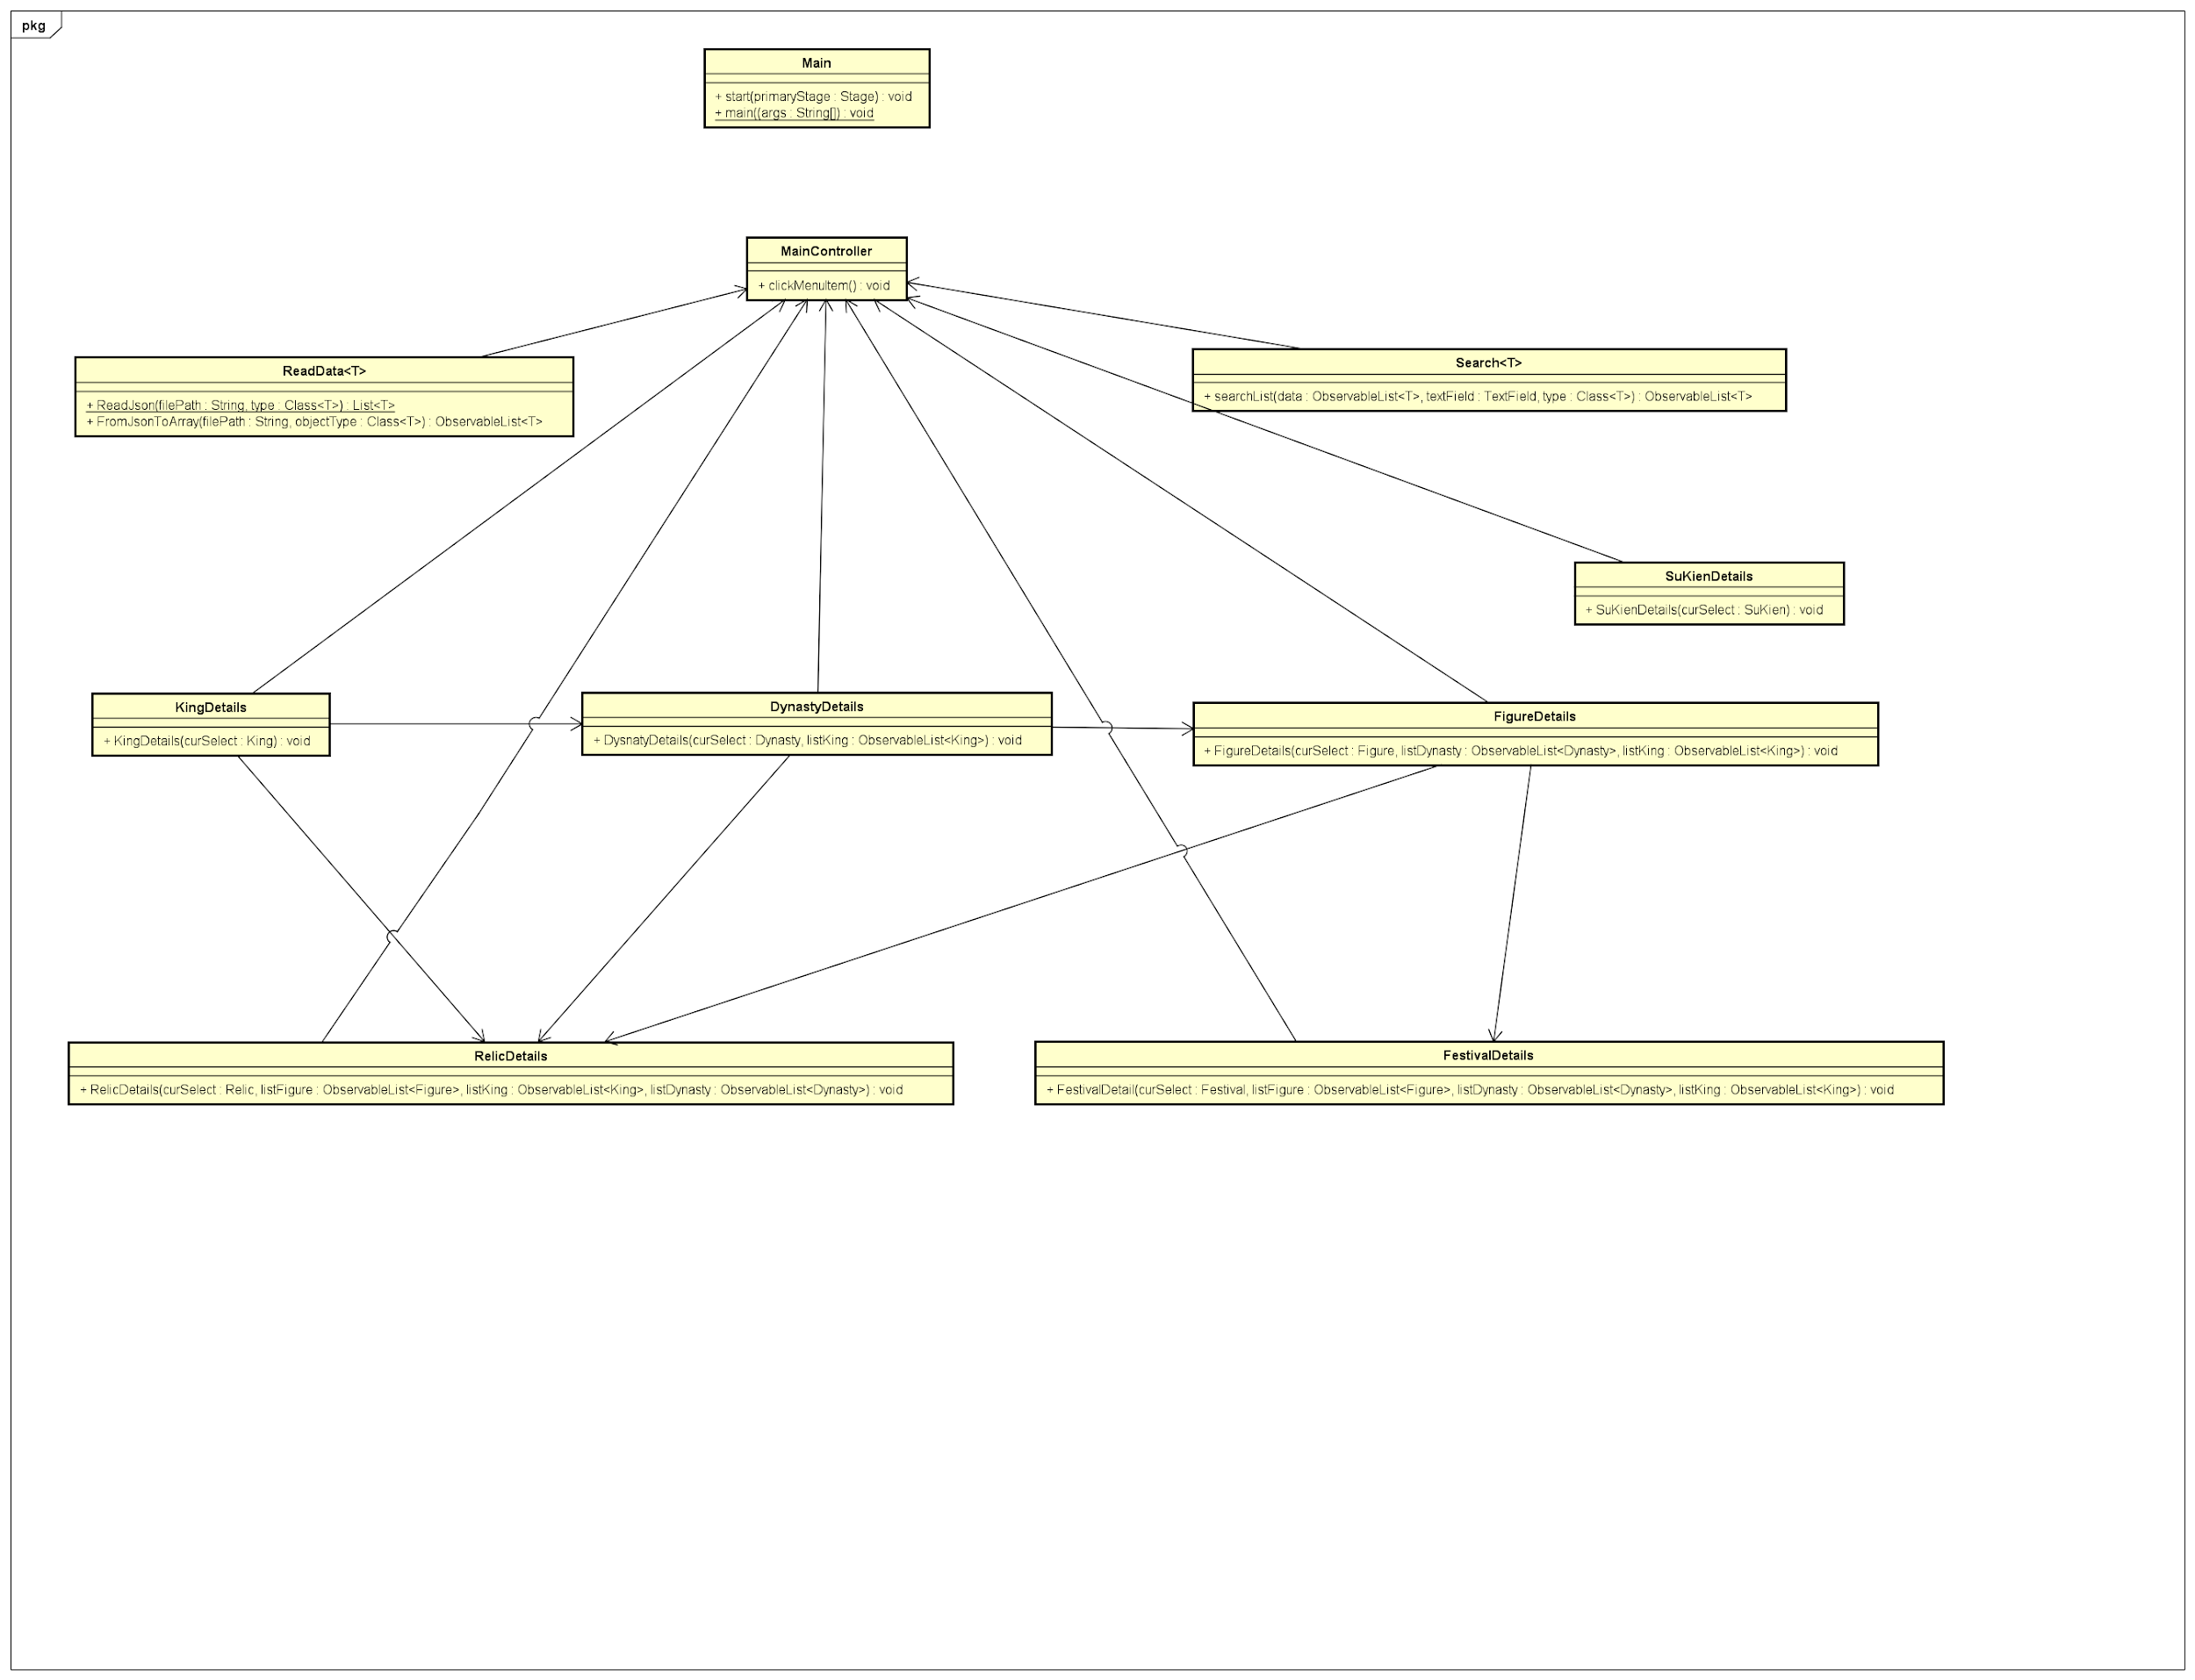 pkg
Main
+ start(primaryStage : Stage) : void
+ main((args : String[]) : void
MainController
+ clickMenuItem() : void
ReadData<T>
+ ReadJson(filePath : String, type : Class<T>) : List<T>
+ FromJsonToArray(filePath : String, objectType : Class<T>) : ObservableList<T>
Search<T>
+ searchList(data : ObservableList<T>, textField : TextField, type : Class<T>) : ObservableList<T>
SuKienDetails
+ SuKienDetails(curSelect : SuKien) : void
KingDetails
+ KingDetails(curSelect : King) : void
DynastyDetails
+ DysnatyDetails(curSelect : Dynasty, listKing : ObservableList<King>) : void
FigureDetails
+ FigureDetails(curSelect : Figure, listDynasty : ObservableList<Dynasty>, listKing : ObservableList<King>) : void
RelicDetails
+ RelicDetails(curSelect : Relic, listFigure : ObservableList<Figure>, listKing : ObservableList<King>, listDynasty : ObservableList<Dynasty>) : void
FestivalDetails
+ FestivalDetail(curSelect : Festival, listFigure : ObservableList<Figure>, listDynasty : ObservableList<Dynasty>, listKing : ObservableList<King>) : void